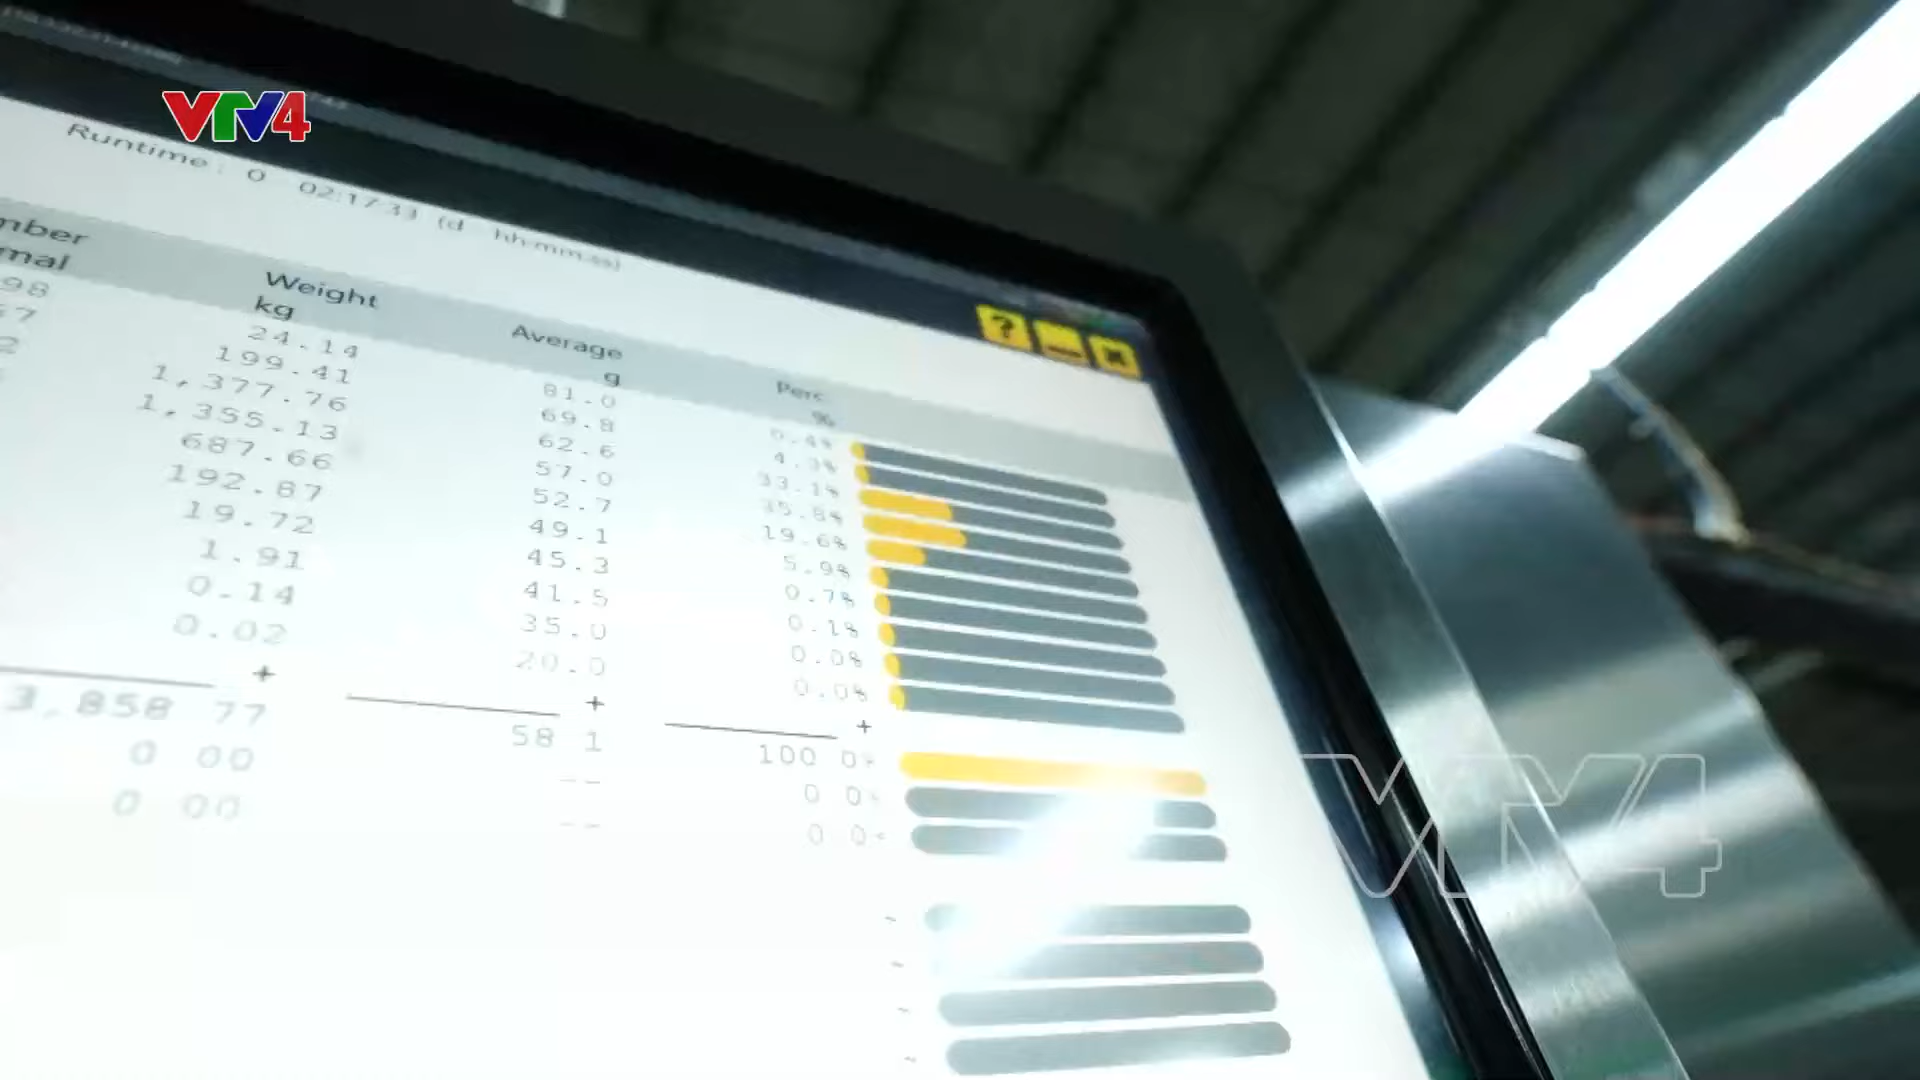 VTV4
Runtime : 0 02:17:33 (d hh-mm-ss)
Weight Average Perc
kg g %
98 24.14 81.0 0.4%
199.41 69.8 4.3%
1,377.76 62.6 33.1%
1,355.13 57.0 35.8%
687.66 52.7 19.6%
192.87 49.1 5.9%
19.72 45.3 0.7%
1.91 41.5 0.1%
0.14 35.0 0.0%
0.02 20.0 0.0%
+ + +
3,858 77 58 1 100 0%
0 00 -- 0 0%
0 00 -- 0 0%
? 
VTV4